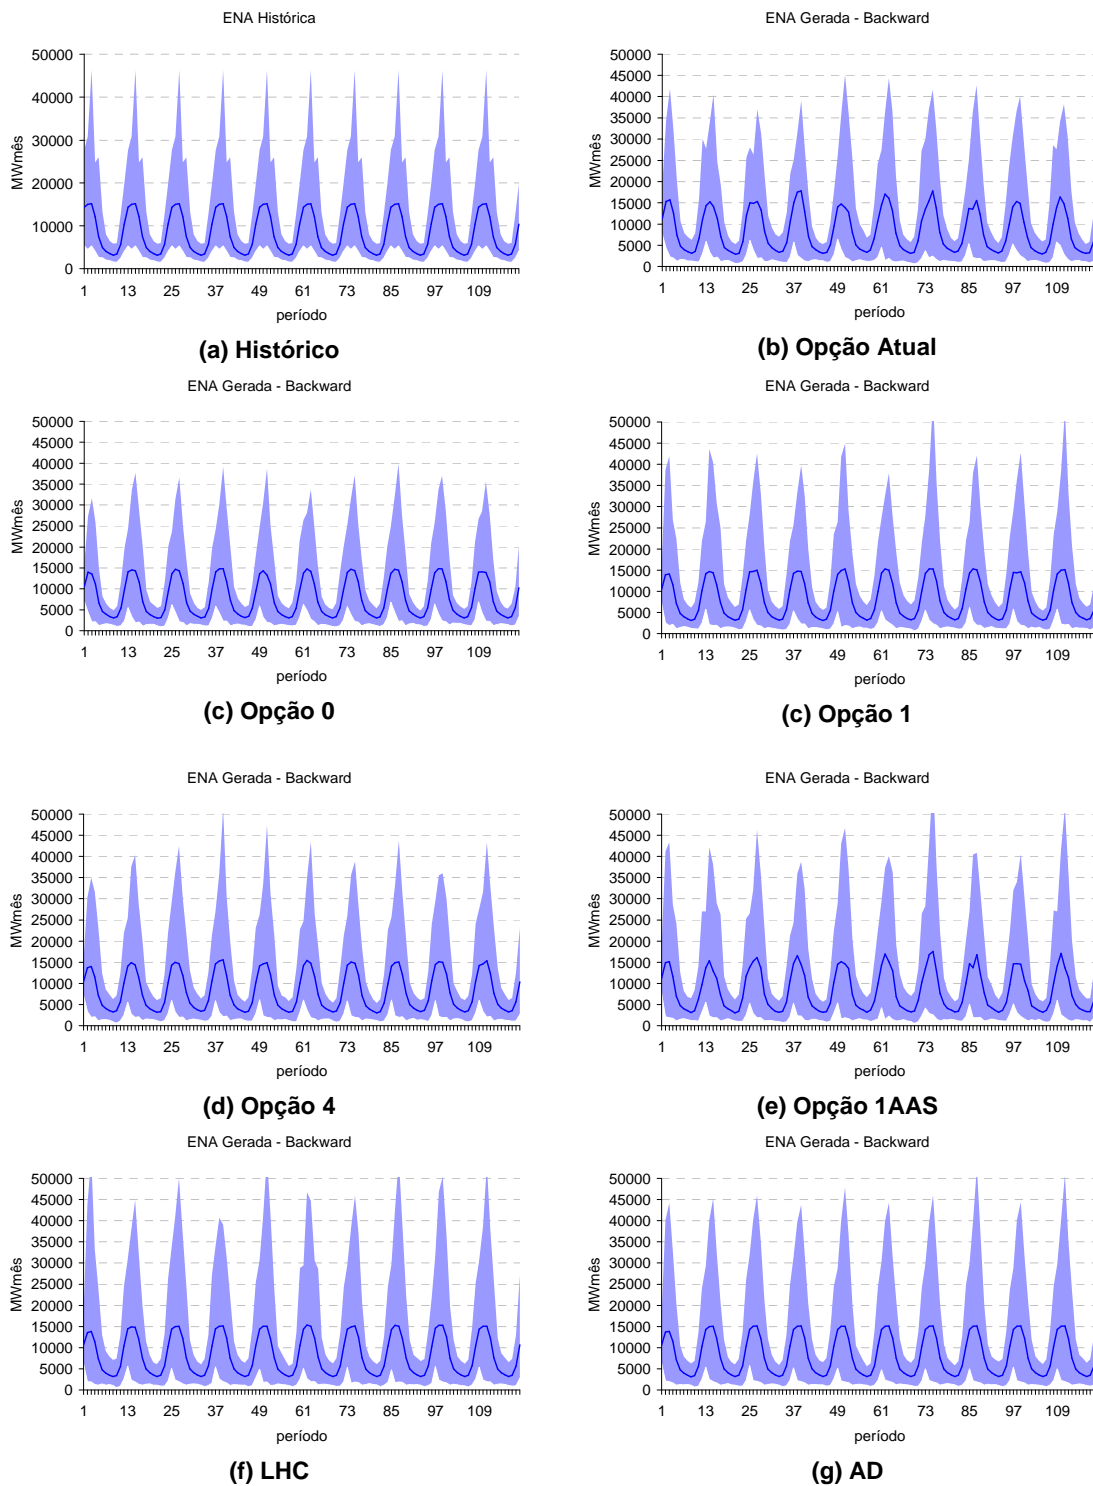 ENA Histórica
50000
40000
30000
20000
10000
0
MWmês
1 13 25 37 49 61 73 85 97 109
período
(a) Histórico
ENA Gerada - Backward
50000
45000
40000
35000
30000
25000
20000
15000
10000
5000
0
MWmês
1 13 25 37 49 61 73 85 97 109
período
(b) Opção Atual
ENA Gerada - Backward
50000
45000
40000
35000
30000
25000
20000
15000
10000
5000
0
MWmês
1 13 25 37 49 61 73 85 97 109
período
(c) Opção 0
ENA Gerada - Backward
50000
45000
40000
35000
30000
25000
20000
15000
10000
5000
0
MWmês
1 13 25 37 49 61 73 85 97 109
período
(c) Opção 1
ENA Gerada - Backward
50000
45000
40000
35000
30000
25000
20000
15000
10000
5000
0
MWmês
1 13 25 37 49 61 73 85 97 109
período
(d) Opção 4
ENA Gerada - Backward
50000
45000
40000
35000
30000
25000
20000
15000
10000
5000
0
MWmês
1 13 25 37 49 61 73 85 97 109
período
(e) Opção 1AAS
ENA Gerada - Backward
50000
45000
40000
35000
30000
25000
20000
15000
10000
5000
0
MWmês
1 13 25 37 49 61 73 85 97 109
período
(f) LHC
ENA Gerada - Backward
50000
45000
40000
35000
30000
25000
20000
15000
10000
5000
0
MWmês
1 13 25 37 49 61 73 85 97 109
período
(g) AD